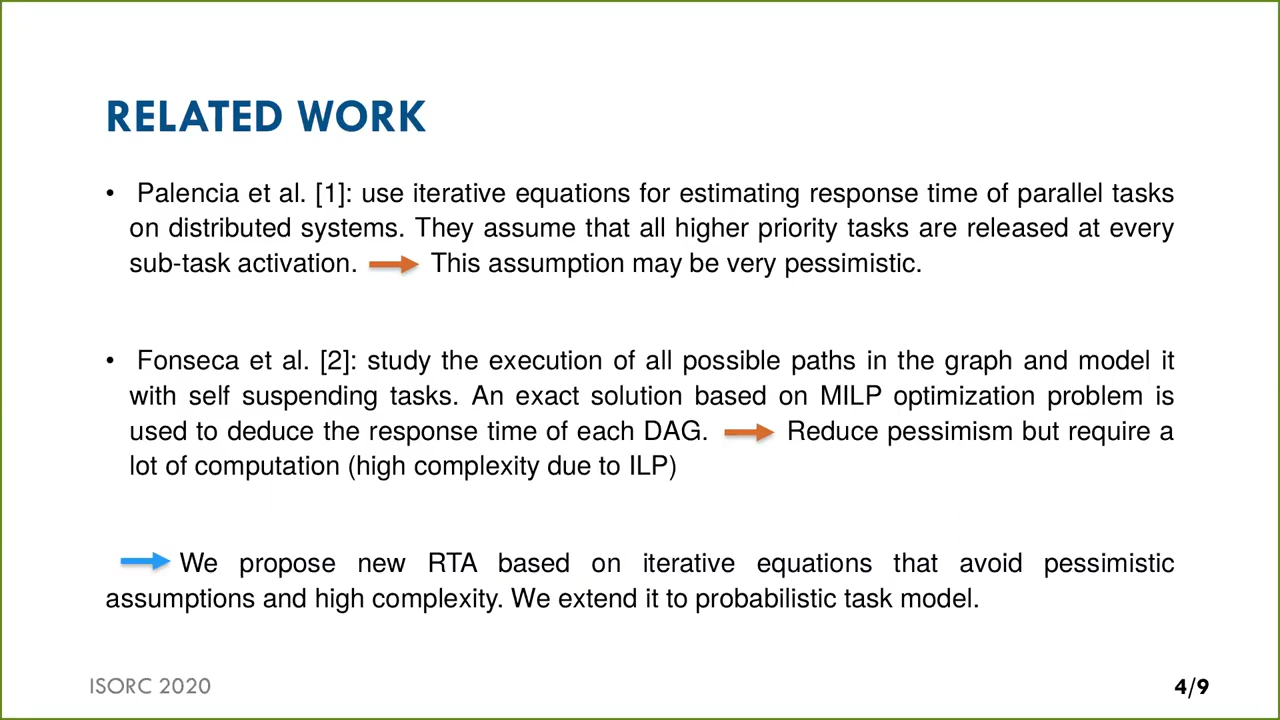 RELATED WORK
• Palencia et al. [1]: use iterative equations for estimating response time of parallel tasks
on distributed systems. They assume that all higher priority tasks are released at every
sub-task activation. This assumption may be very pessimistic.
• Fonseca et al. [2]: study the execution of all possible paths in the graph and model it
with self suspending tasks. An exact solution based on MILP optimization problem is
used to deduce the response time of each DAG. Reduce pessimism but require a
lot of computation (high complexity due to ILP)
We propose new RTA based on iterative equations that avoid pessimistic
assumptions and high complexity. We extend it to probabilistic task model.
ISORC 2020
4/9